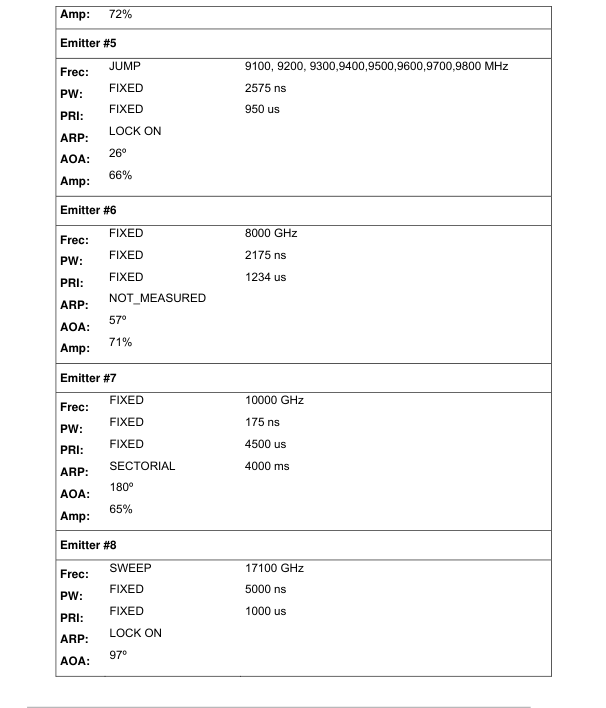 Amp: 72%
Emitter #5
Frec: JUMP 9100, 9200, 9300,9400,9500,9600,9700,9800 MHz
PW: FIXED 2575 ns
PRI: FIXED 950 us
ARP: LOCK ON
AOA: 26º
Amp: 66%
Emitter #6
Frec: FIXED 8000 GHz
PW: FIXED 2175 ns
PRI: FIXED 1234 us
ARP: NOT_MEASURED
AOA: 57º
Amp: 71%
Emitter #7
Frec: FIXED 10000 GHz
PW: FIXED 175 ns
PRI: FIXED 4500 us
ARP: SECTORIAL 4000 ms
AOA: 180º
Amp: 65%
Emitter #8
Frec: SWEEP 17100 GHz
PW: FIXED 5000 ns
PRI: FIXED 1000 us
ARP: LOCK ON
AOA: 97º